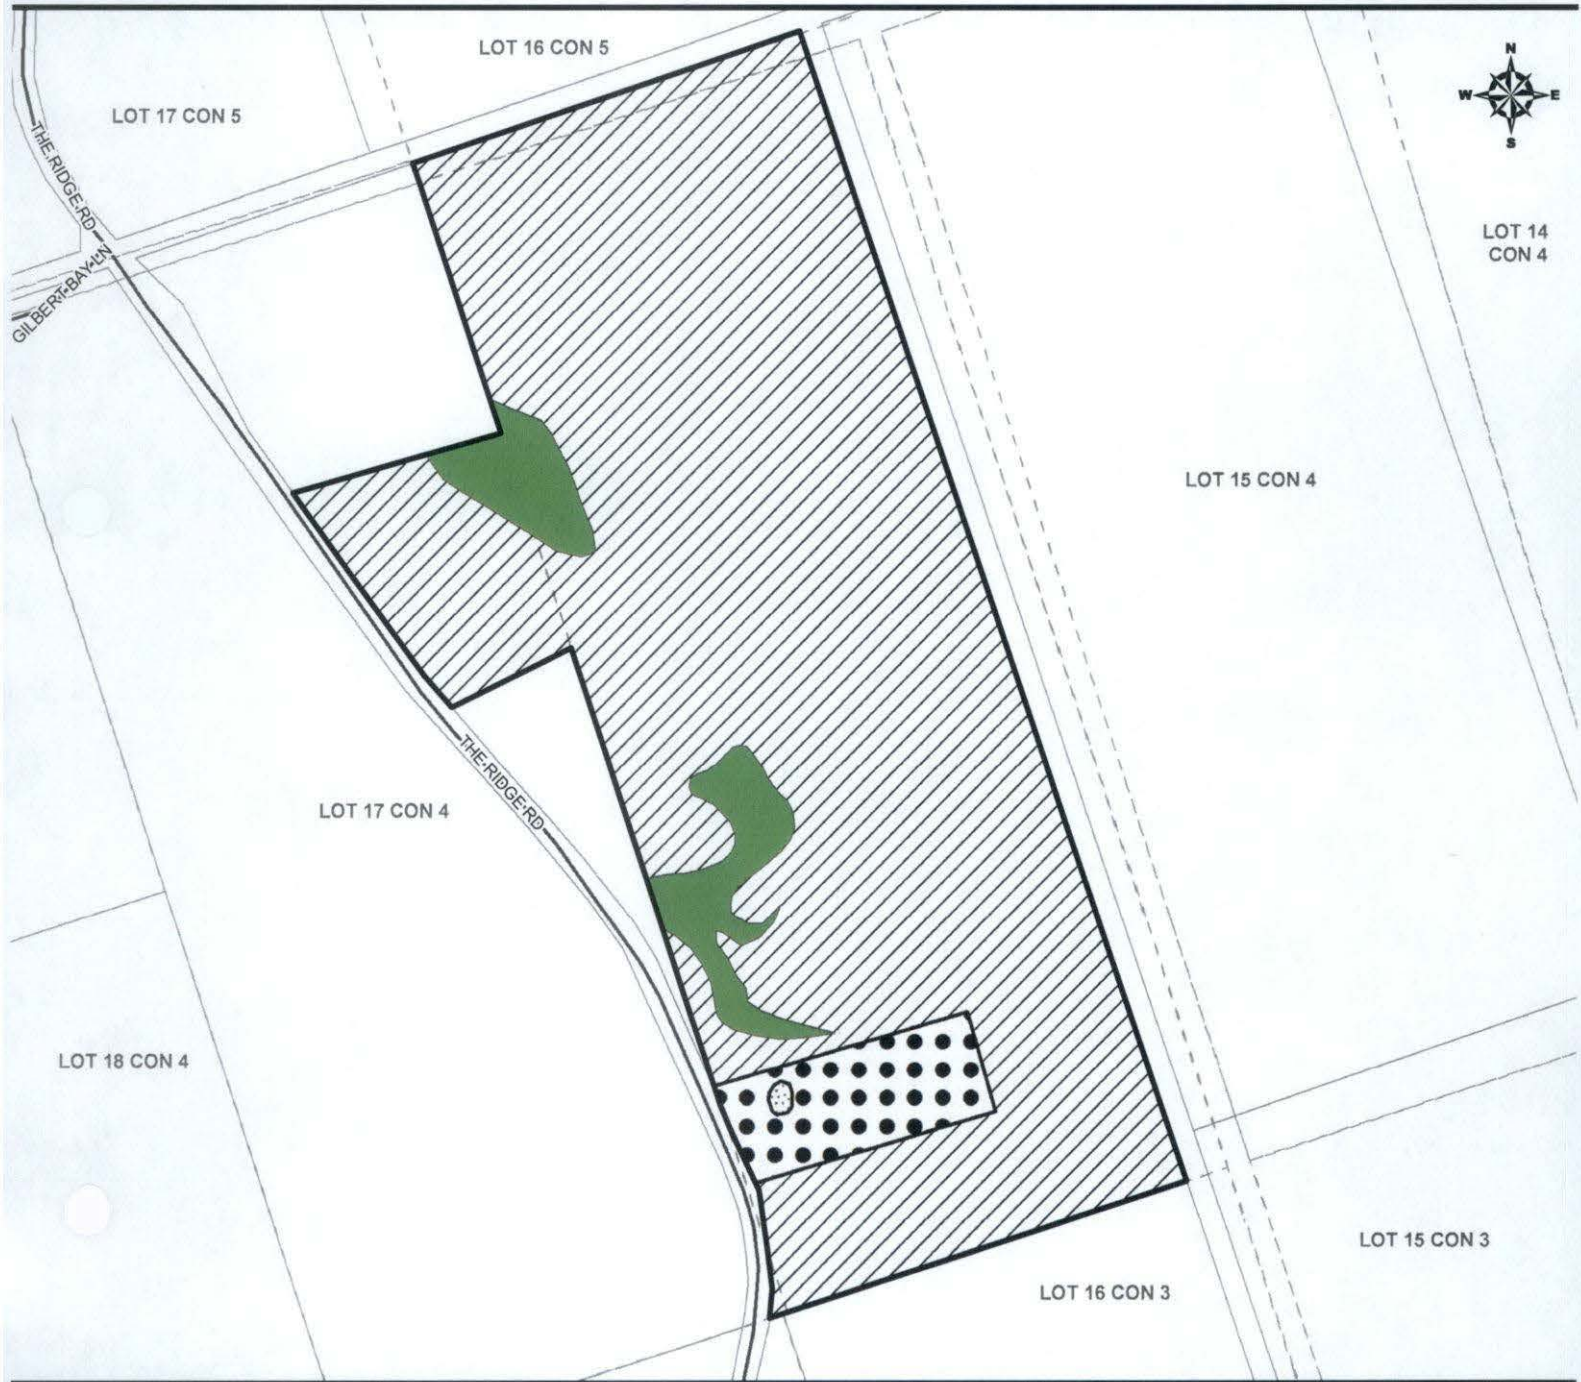 LOT 16 CON 5
N
W E
S
LOT 17 CON 5
THE RIDGE RD
LOT 14
CON 4
GILBERT BAY LN
LOT 15 CON 4
THE RIDGE RD
LOT 17 CON 4
LOT 18 CON 4
LOT 15 CON 3
LOT 16 CON 3